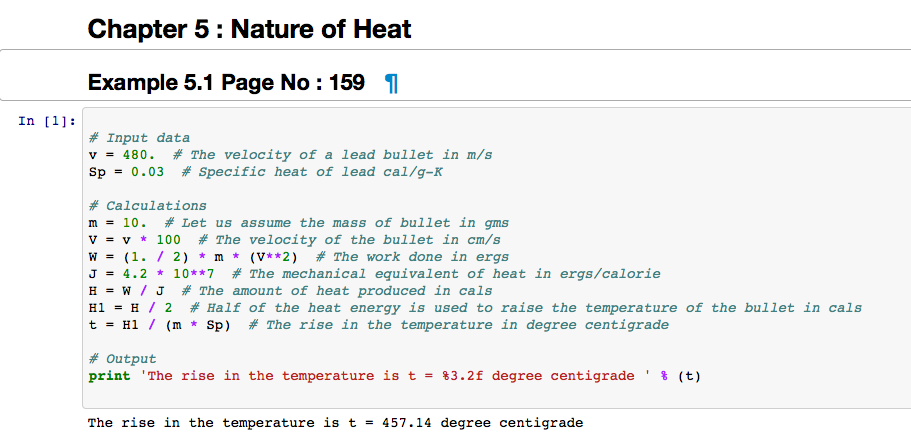 Chapter 5 : Nature of Heat
Example 5.1 Page No : 159 ¶
In [1]:
# Input data
v = 480.  # The velocity of a lead bullet in m/s
Sp = 0.03  # Specific heat of lead cal/g-K
# Calculations
m = 10.  # Let us assume the mass of bullet in gms
V = v * 100  # The velocity of the bullet in cm/s
W = (1. / 2) * m * (V**2)  # The work done in ergs
J = 4.2 * 10**7  # The mechanical equivalent of heat in ergs/calorie
H = W / J  # The amount of heat produced in cals
H1 = H / 2  # Half of the heat energy is used to raise the temperature of the bullet in cals
t = H1 / (m * Sp)  # The rise in the temperature in degree centigrade
# Output
print 'The rise in the temperature is t = %3.2f degree centigrade ' % (t)
The rise in the temperature is t = 457.14 degree centigrade